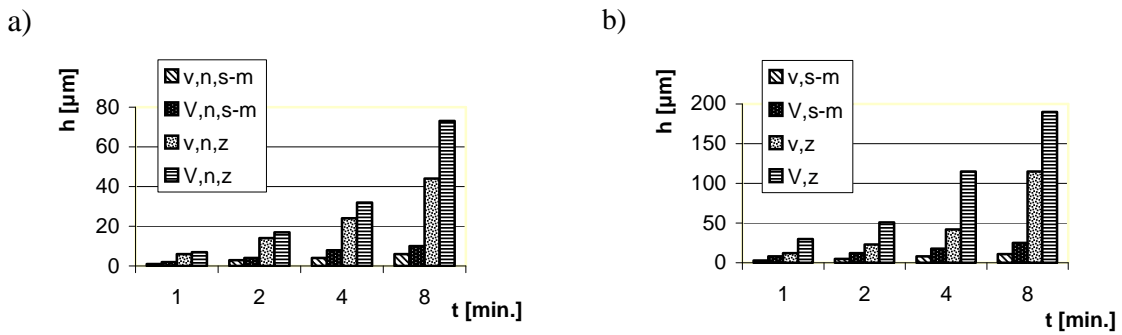 a)
h [µm]
80
60
40
20
0
v,n,s-m
V,n,s-m
v,n,z
V,n,z
1 2 4 8
t [min.]
b)
h [µm]
200
150
100
50
0
v,s-m
V,s-m
v,z
V,z
1 2 4 8
t [min.]